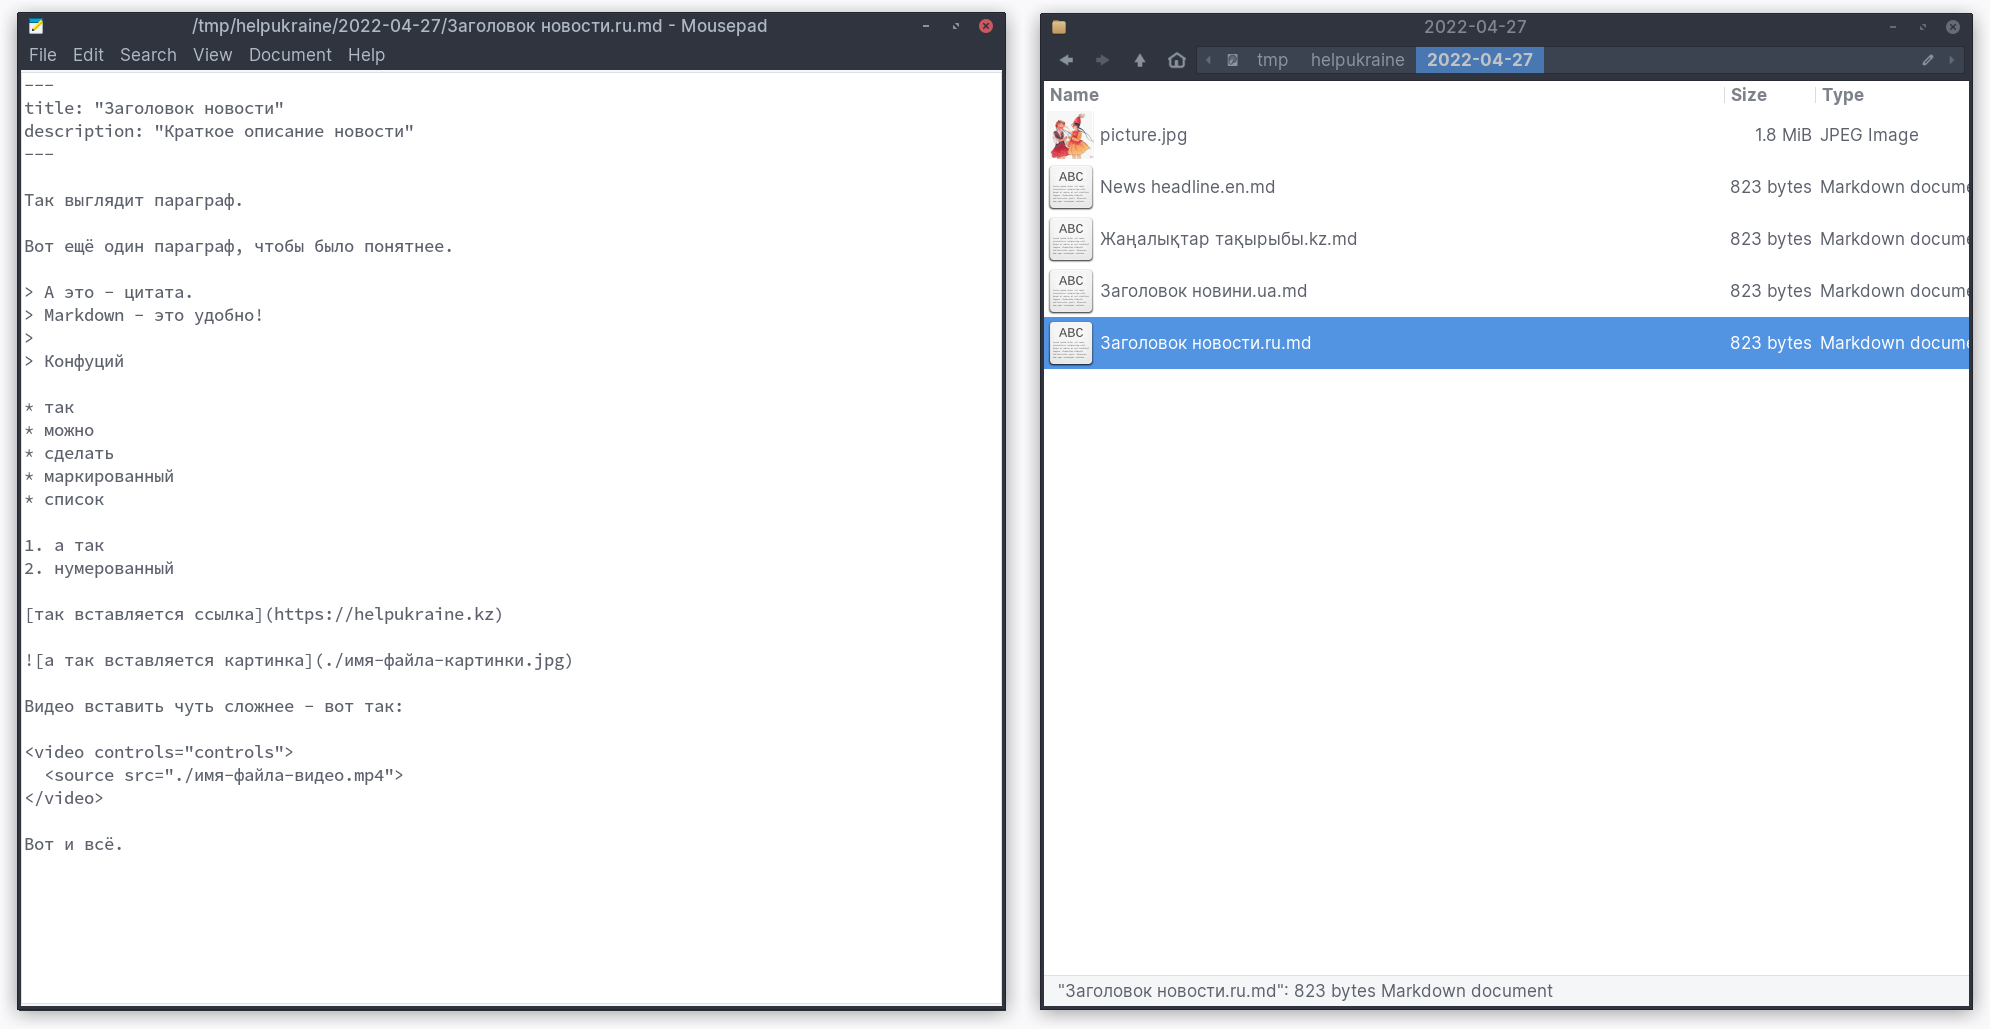 /tmp/helpukraine/2022-04-27/Заголовок новости.ru.md - Mousepad
File Edit Search View Document Help
---
title: "Заголовок новости"
description: "Краткое описание новости"
---
Так выглядит параграф.
Вот ещё один параграф, чтобы было понятнее.
> А это - цитата.
> Markdown - это удобно!
>
> Конфуций
* так
* можно
* сделать
* маркированный
* список
1. а так
2. нумерованный
[так вставляется ссылка](https://helpukraine.kz)
![а так вставляется картинка](./имя-файла-картинки.jpg)
Видео вставить чуть сложнее - вот так:
<video controls="controls">
  <source src="./имя-файла-видео.mp4">
</video>
Вот и всё.
2022-04-27
tmp helpukraine 2022-04-27
Name Size Type
picture.jpg 1.8 MiB JPEG Image
ABC News headline.en.md 823 bytes Markdown docume
ABC Жаңалықтар тақырыбы.kz.md 823 bytes Markdown docume
ABC Заголовок новини.ua.md 823 bytes Markdown docume
ABC Заголовок новости.ru.md 823 bytes Markdown docume
"Заголовок новости.ru.md": 823 bytes Markdown document